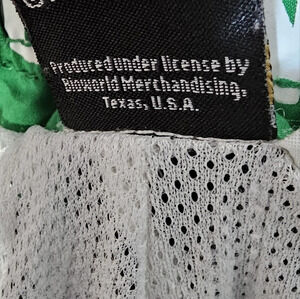 Produced under license by
Bioworld Merchandising,
Texas, U.S.A.